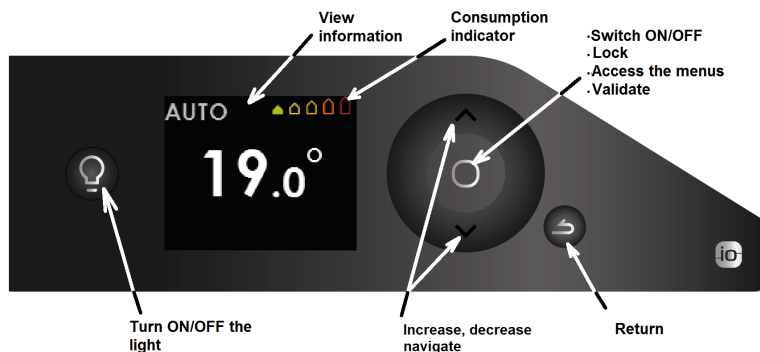 View
information
Consumption
indicator
·Switch ON/OFF
·Lock
·Access the menus
·Validate
AUTO
19.0°
io
Turn ON/OFF the
light
Increase, decrease
navigate
Return